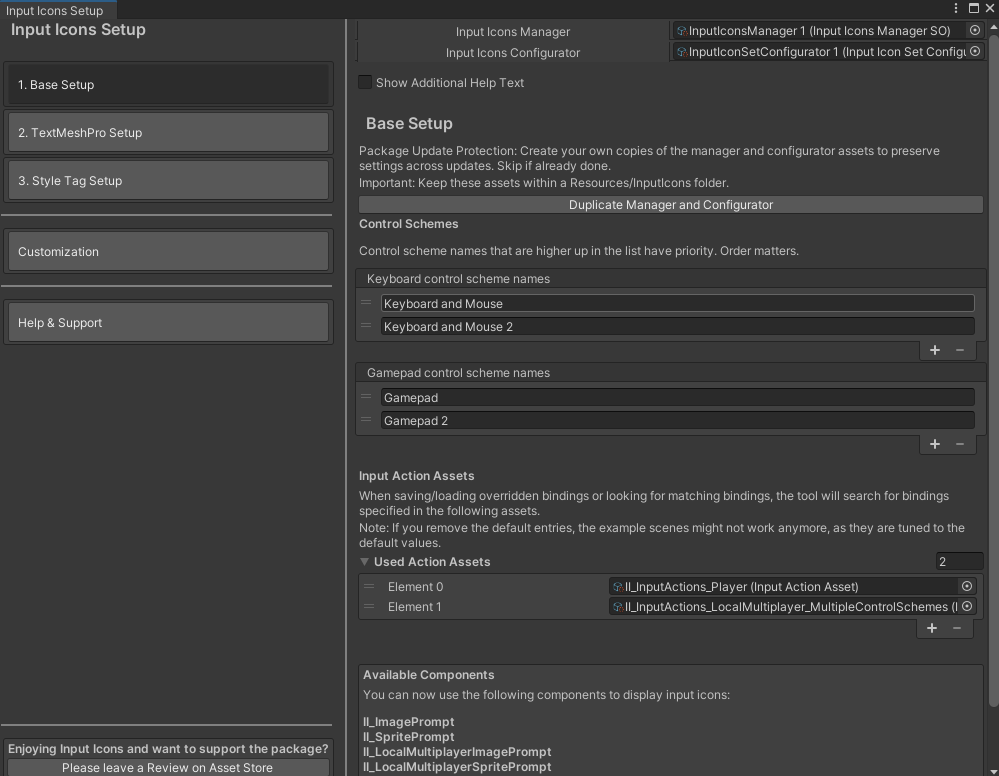 Input Icons Setup
Input Icons Setup
1. Base Setup
2. TextMeshPro Setup
3. Style Tag Setup
Customization
Help & Support
Enjoying Input Icons and want to support the package?
Please leave a Review on Asset Store
Input Icons Manager
InputIconsManager 1 (Input Icons Manager SO)
Input Icons Configurator
InputIconSetConfigurator 1 (Input Icon Set Configu
Show Additional Help Text
Base Setup
Package Update Protection: Create your own copies of the manager and configurator assets to preserve
settings across updates. Skip if already done.
Important: Keep these assets within a Resources/InputIcons folder.
Duplicate Manager and Configurator
Control Schemes
Control scheme names that are higher up in the list have priority. Order matters.
Keyboard control scheme names
Keyboard and Mouse
Keyboard and Mouse 2
Gamepad control scheme names
Gamepad
Gamepad 2
Input Action Assets
When saving/loading overridden bindings or looking for matching bindings, the tool will search for bindings
specified in the following assets.
Note: If you remove the default entries, the example scenes might not work anymore, as they are tuned to the
default values.
Used Action Assets
2
Element 0
II_InputActions_Player (Input Action Asset)
Element 1
II_InputActions_LocalMultiplayer_MultipleControlSchemes (I
Available Components
You can now use the following components to display input icons:
II_ImagePrompt
II_SpritePrompt
II_LocalMultiplayerImagePrompt
II_LocalMultiplayerSpritePrompt